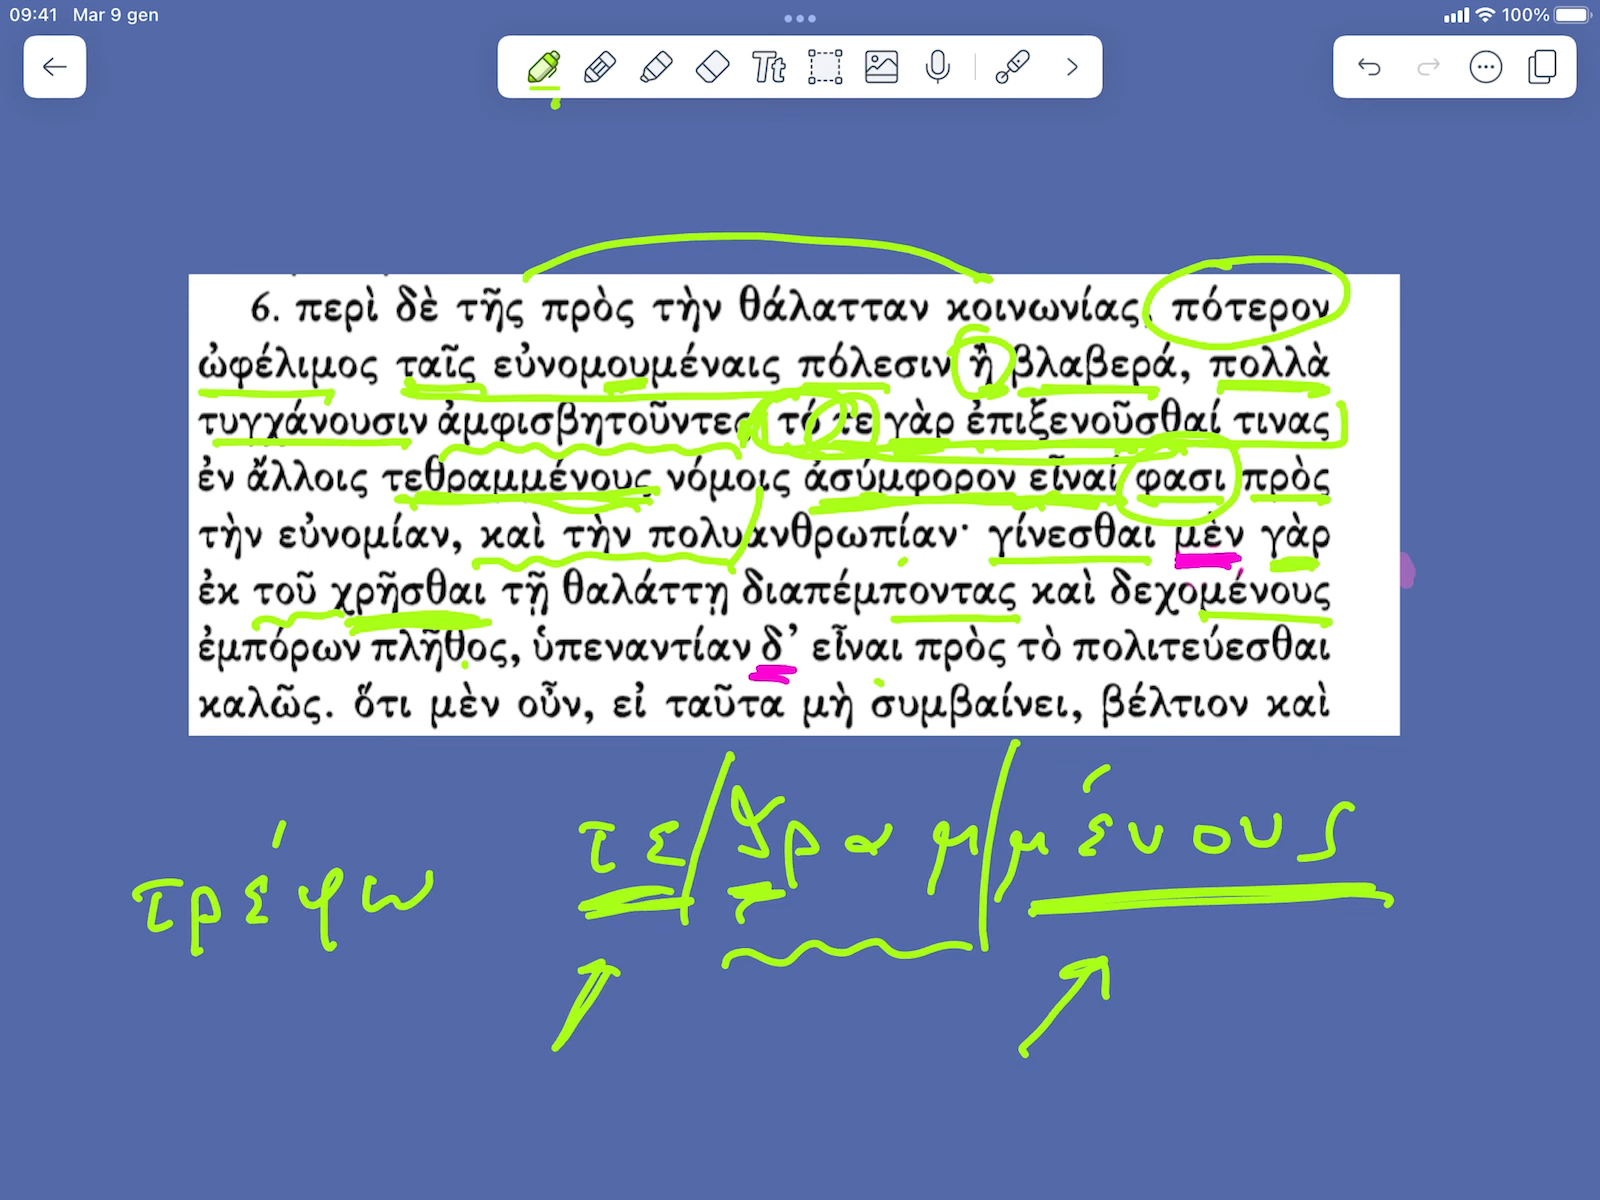 09:41 Mar 9 gen 100%
Tt
6. περὶ δὲ τῆς πρὸς τὴν θάλατταν κοινωνίας, πότερον
ὠφέλιμος ταῖς εὐνομουμέναις πόλεσιν ἢ βλαβερά, πολλὰ
τυγχάνουσιν ἀμφισβητοῦντες τό τε γὰρ ἐπιξενοῦσθαί τινας
ἐν ἄλλοις τεθραμμένους νόμοις ἀσύμφορον εἶναί φασι πρὸς
τὴν εὐνομίαν, καὶ τὴν πολυανθρωπίαν· γίνεσθαι μὲν γὰρ
ἐκ τοῦ χρῆσθαι τῇ θαλάττῃ διαπέμποντας καὶ δεχομένους
ἐμπόρων πλῆθος, ὑπεναντίαν δ’ εἶναι πρὸς τὸ πολιτεύεσθαι
καλῶς. ὅτι μὲν οὖν, εἰ ταῦτα μὴ συμβαίνει, βέλτιον καὶ
τρέφω τε/θραμ/μένους
τ